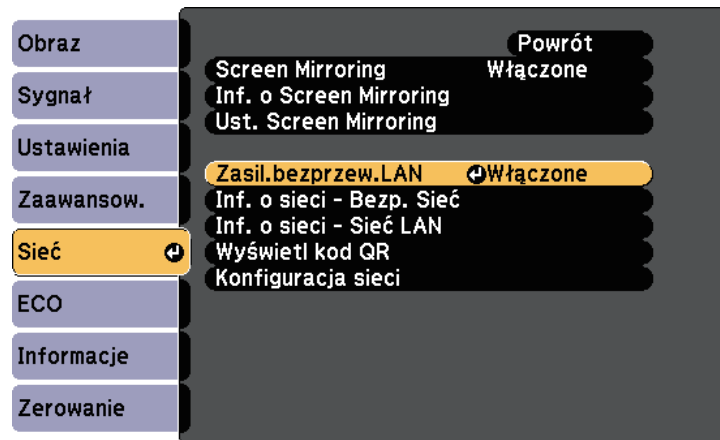 Obraz
Sygnał
Ustawienia
Zaawansow.
Sieć
ECO
Informacje
Zerowanie
Powrót
Screen Mirroring Włączone
Inf. o Screen Mirroring
Ust. Screen Mirroring
Zasil.bezprzew.LAN Włączone
Inf. o sieci - Bezp. Sieć
Inf. o sieci - Sieć LAN
Wyświetl kod QR
Konfiguracja sieci